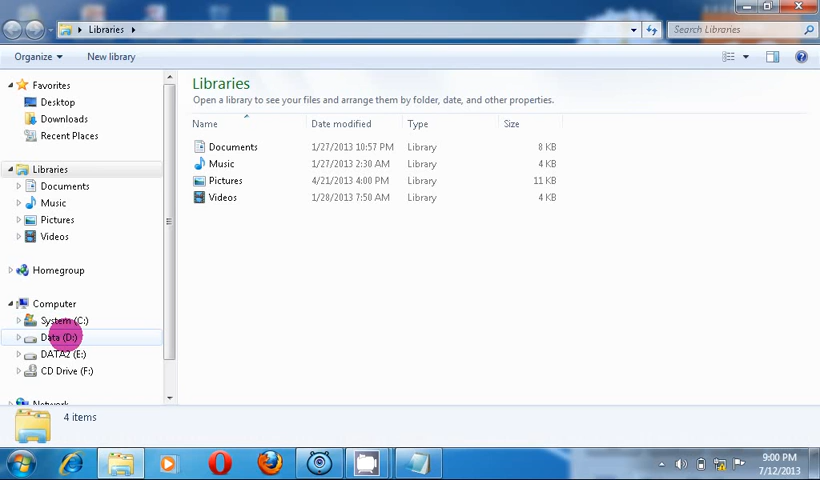 Libraries
Search Libraries
Organize
New library
Favorites
Desktop
Downloads
Recent Places
Libraries
Documents
Music
Pictures
Videos
Homegroup
Computer
System (C:)
Data (D:)
DATA2 (E:)
CD Drive (F:)
Network
Libraries
Open a library to see your files and arrange them by folder, date, and other properties.
Name Date modified Type Size
Documents 1/27/2013 10:57 PM Library 8 KB
Music 1/27/2013 2:30 AM Library 4 KB
Pictures 4/21/2013 4:00 PM Library 11 KB
Videos 1/28/2013 7:50 AM Library 4 KB
4 items
9:00 PM
7/12/2013